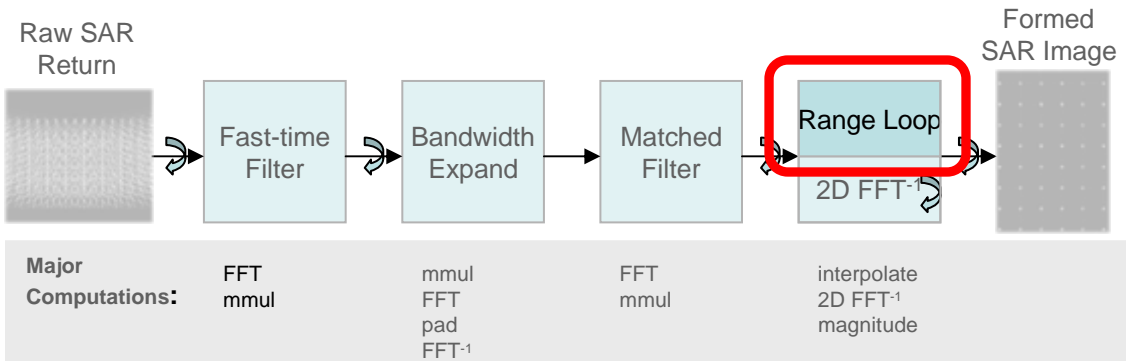 Raw SAR
Return
Fast-time
Filter
Bandwidth
Expand
Matched
Filter
Range Loop
2D FFT-1
Formed
SAR Image
Major
Computations:
FFT
mmul
mmul
FFT
pad
FFT-1
FFT
mmul
interpolate
2D FFT-1
magnitude